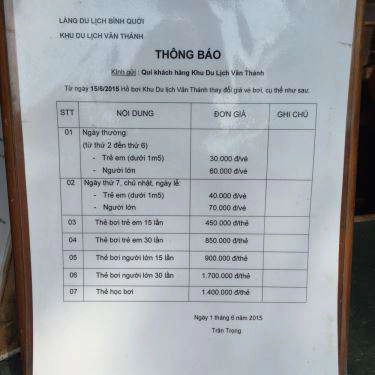 LÀNG DU LỊCH BÌNH QUỚI
KHU DU LỊCH VĂN THÁNH
THÔNG BÁO
Kính gửi : Quí khách hàng Khu Du Lịch Văn Thánh
Từ ngày 15/6/2015 Hồ bơi Khu Du lịch Văn Thánh thay đổi giá vé bơi, cụ thể như sau:
STT NỘI DUNG ĐƠN GIÁ GHI CHÚ
01 Ngày thường:
(từ thứ 2 đến thứ 6)
- Trẻ em (dưới 1m5) 30.000 đ/vé
- Người lớn 60.000 đ/vé
02 Ngày thứ 7, chủ nhật, ngày lễ:
- Trẻ em (dưới 1m5) 40.000 đ/vé
- Người lớn 70.000 đ/vé
03 Thẻ bơi trẻ em 15 lần 450.000 đ/thẻ
04 Thẻ bơi trẻ em 30 lần 850.000 đ/thẻ
05 Thẻ bơi người lớn 15 lần 900.000 đ/thẻ
06 Thẻ bơi người lớn 30 lần 1.700.000 đ/thẻ
07 Thẻ học bơi 1.400.000 đ/thẻ
Ngày 1 tháng 6 năm 2015
Trân Trọng